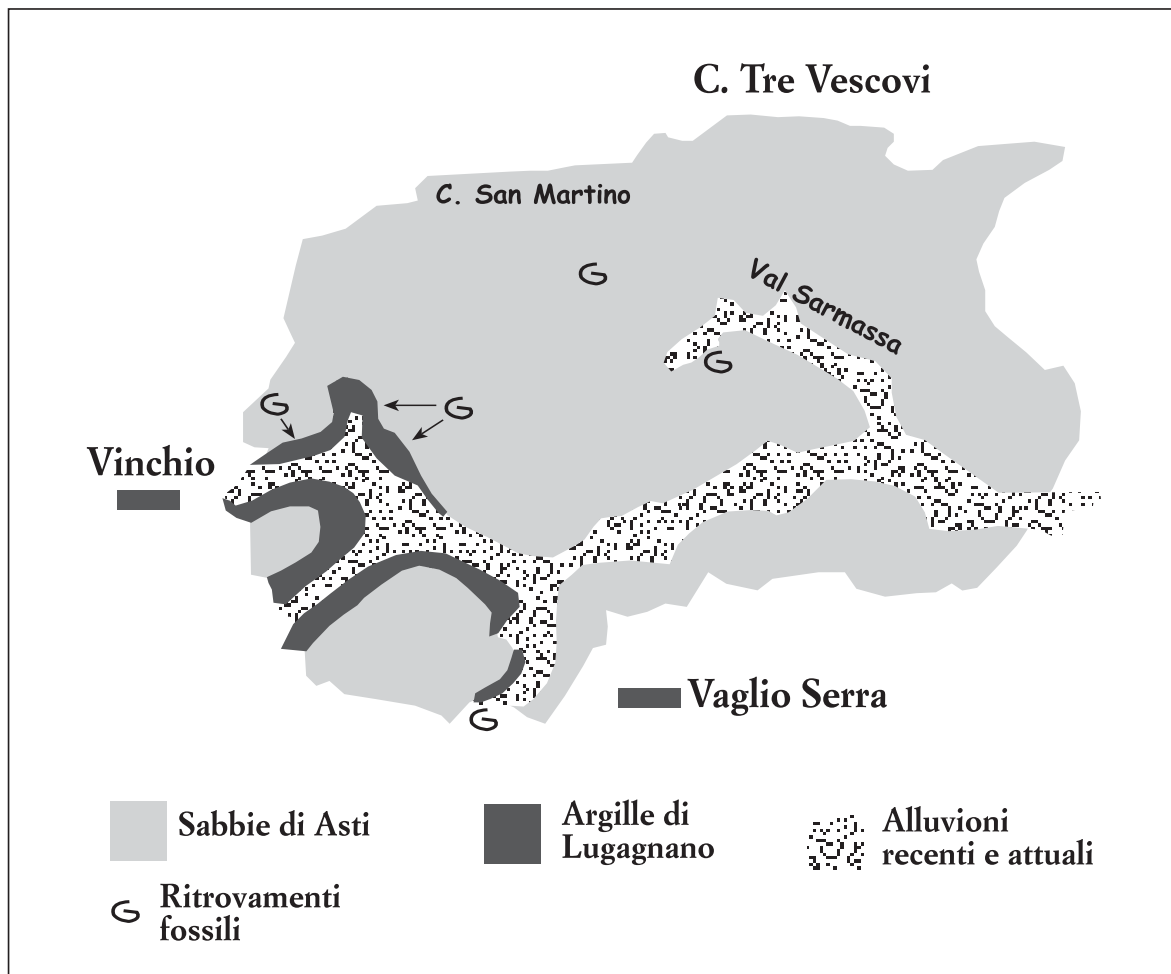 C. Tre Vescovi
C. San Martino
Val Sarmassa
Vinchio
Vaglio Serra
Sabbie di Asti
Argille di
Lugagnano
Alluvioni
recenti e attuali
Ritrovamenti
fossili